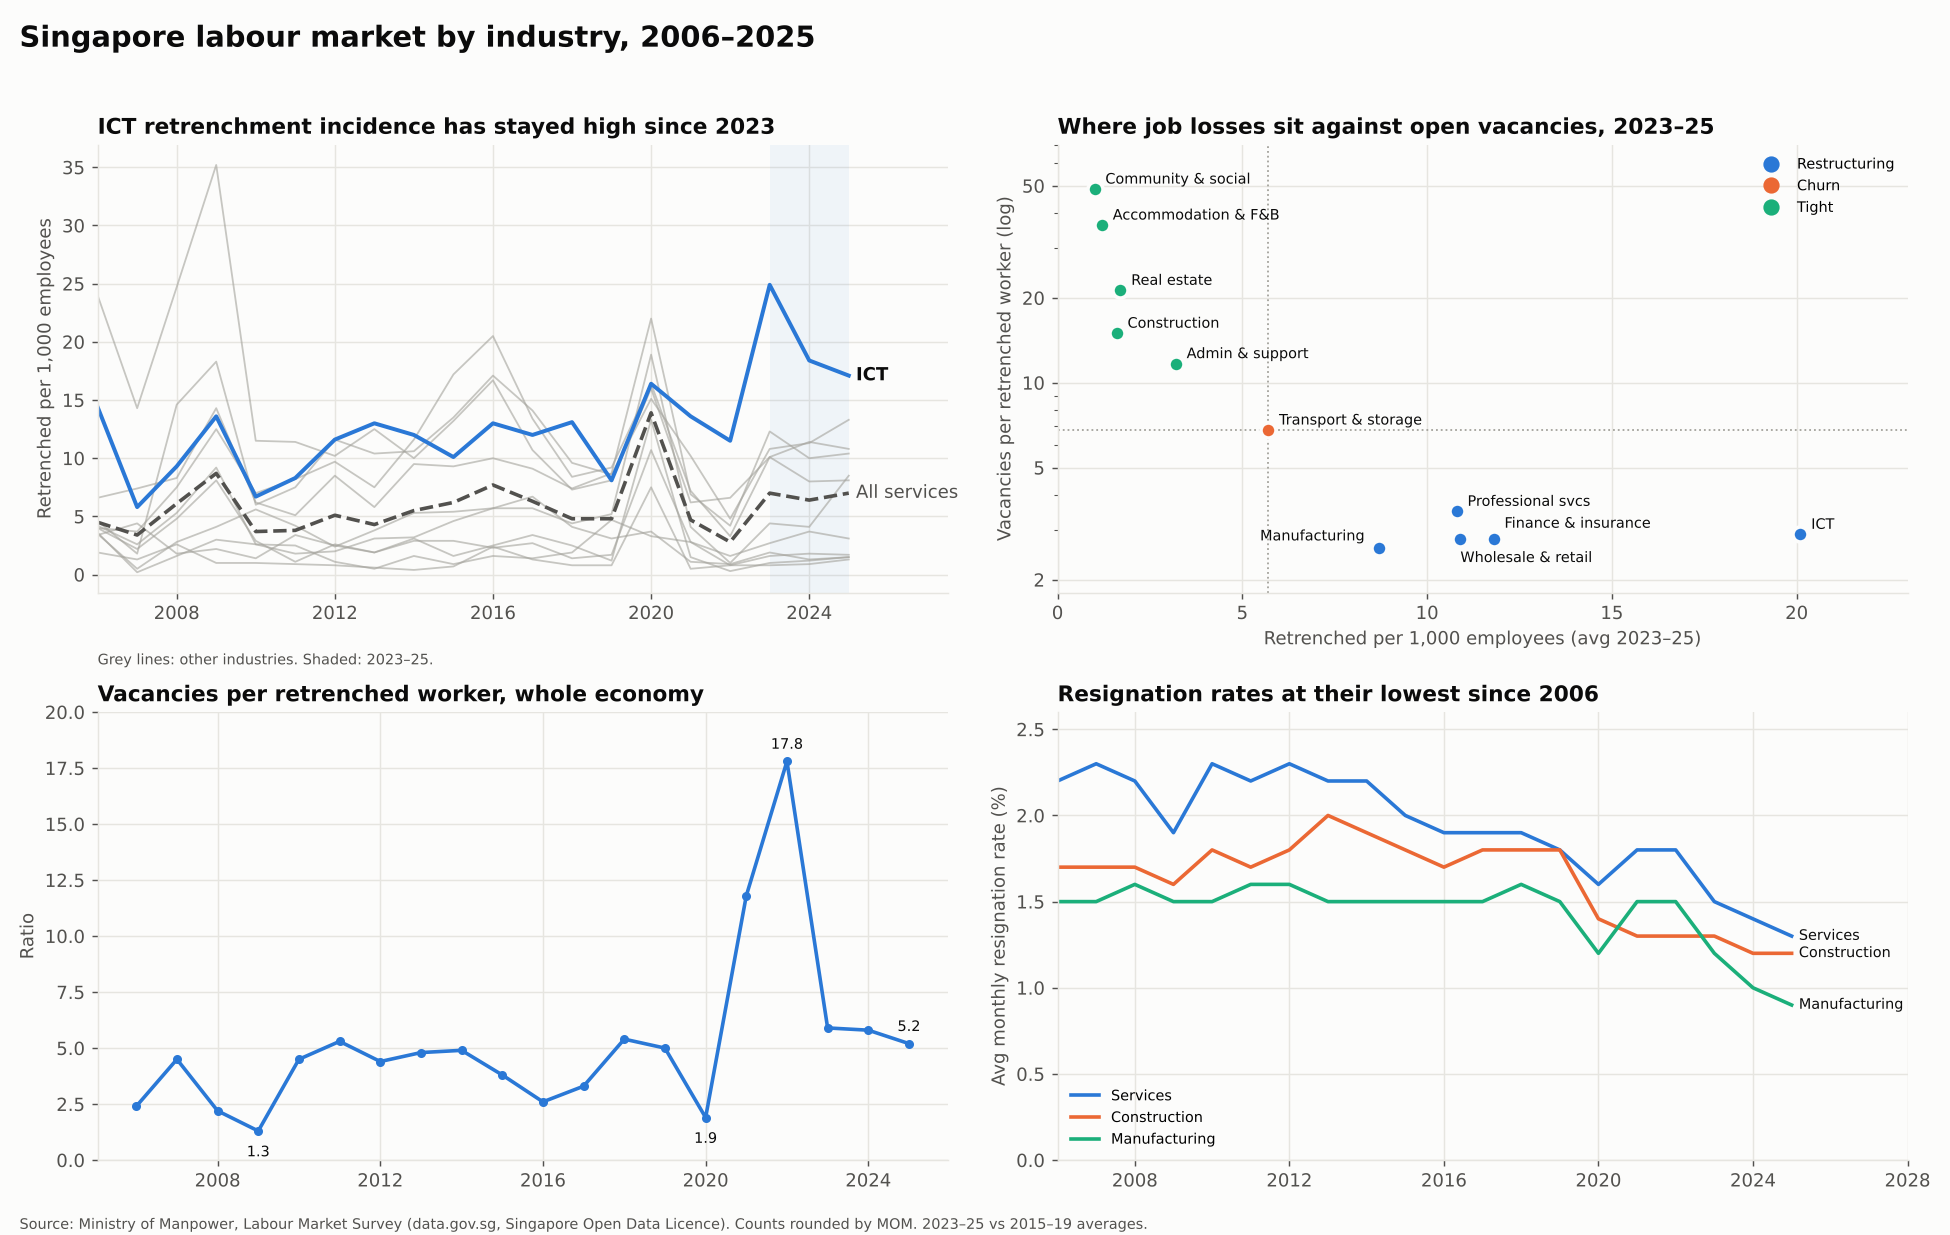 Singapore labour market by industry, 2006–2025
ICT retrenchment incidence has stayed high since 2023
Retrenched per 1,000 employees
35
30
25
20
15
10
5
0
ICT
All services
2008
2012
2016
2020
2024
Grey lines: other industries. Shaded: 2023–25.
Where job losses sit against open vacancies, 2023–25
Vacancies per retrenched worker (log)
50
20
10
5
2
Community & social
Accommodation & F&B
Real estate
Construction
Admin & support
Transport & storage
Professional svcs
Finance & insurance
ICT
Manufacturing
Wholesale & retail
Restructuring
Churn
Tight
0
5
10
15
20
Retrenched per 1,000 employees (avg 2023–25)
Vacancies per retrenched worker, whole economy
Ratio
20.0
17.5
15.0
12.5
10.0
7.5
5.0
2.5
0.0
17.8
5.2
1.9
1.3
2008
2012
2016
2020
2024
Resignation rates at their lowest since 2006
Avg monthly resignation rate (%)
2.5
2.0
1.5
1.0
0.5
0.0
Services
Construction
Manufacturing
Services
Construction
Manufacturing
2008
2012
2016
2020
2024
2028
Source: Ministry of Manpower, Labour Market Survey (data.gov.sg, Singapore Open Data Licence). Counts rounded by MOM. 2023–25 vs 2015–19 averages.